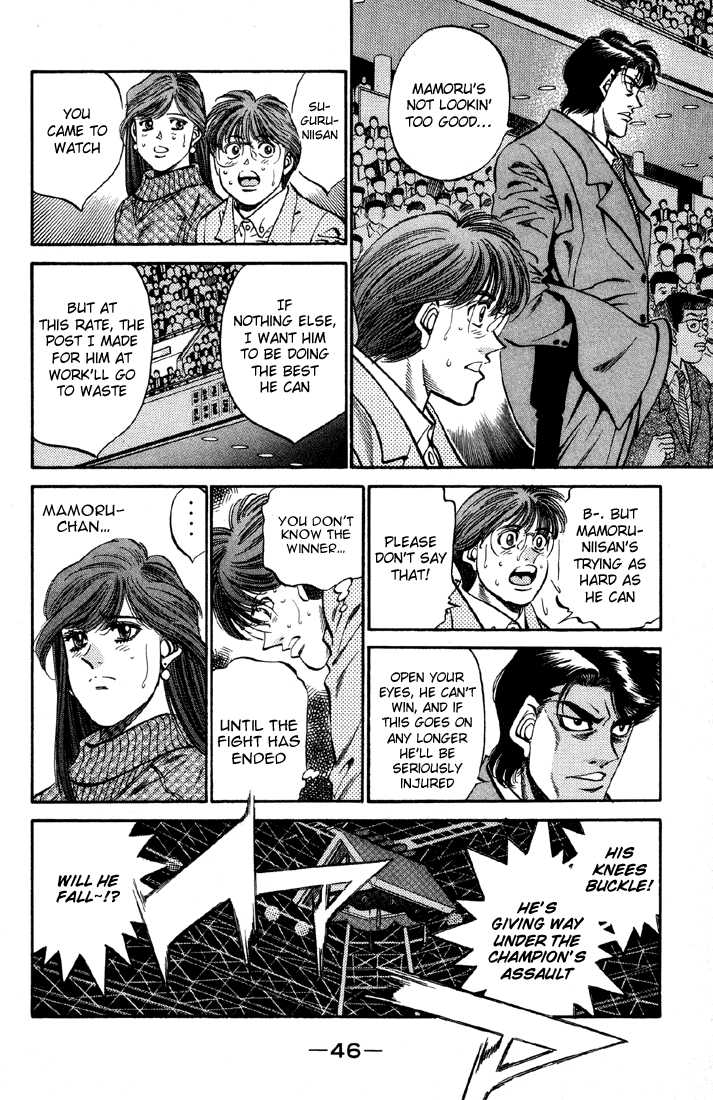 MAMORU'S
NOT LOOKIN'
TOO GOOD...
SU-
GURU-
NIISAN
YOU
CAME TO
WATCH
IF
NOTHING ELSE,
I WANT HIM
TO BE DOING
THE BEST
HE CAN
BUT AT
THIS RATE, THE
POST I MADE
FOR HIM AT
WORK'LL GO
TO WASTE
B-. BUT
MAMORU-
NIISAN'S
TRYING AS
HARD AS
HE CAN
PLEASE
DON'T SAY
THAT!
OPEN YOUR
EYES, HE CAN'T
WIN, AND IF
THIS GOES ON
ANY LONGER
HE'LL BE
SERIOUSLY
INJURED
YOU DON'T
KNOW THE
WINNER...
UNTIL THE
FIGHT HAS
ENDED
....
MAMORU-
CHAN...
HIS
KNEES
BUCKLE!
HE'S
GIVING WAY
UNDER THE
CHAMPION'S
ASSAULT
WILL HE
FALL~!?
ワアア
—46—